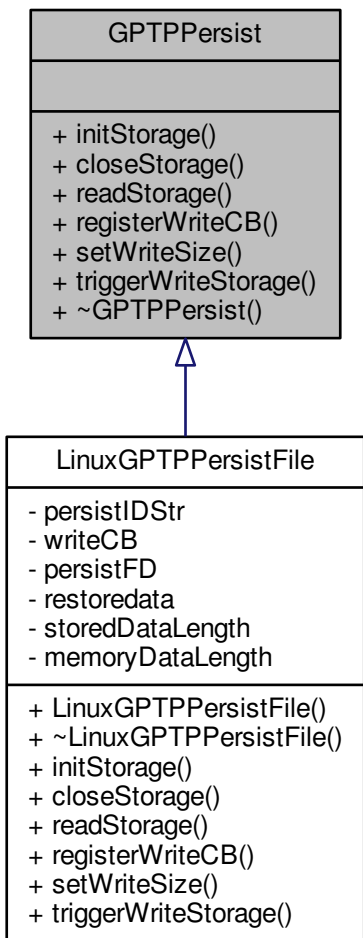 GPTPPersist
+ initStorage()
+ closeStorage()
+ readStorage()
+ registerWriteCB()
+ setWriteSize()
+ triggerWriteStorage()
+ ~GPTPPersist()
LinuxGPTPPersistFile
- persistIDStr
- writeCB
- persistFD
- restoredata
- storedDataLength
- memoryDataLength
+ LinuxGPTPPersistFile()
+ ~LinuxGPTPPersistFile()
+ initStorage()
+ closeStorage()
+ readStorage()
+ registerWriteCB()
+ setWriteSize()
+ triggerWriteStorage()